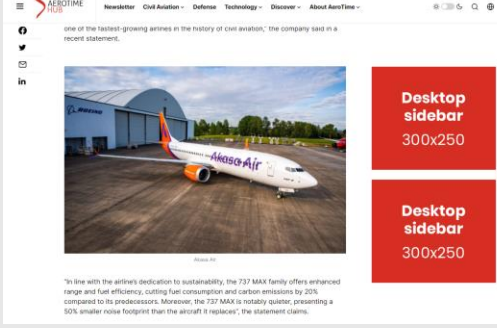 AEROTIME
HUB
Newsletter Civil Aviation Defense Technology Discover About AeroTime
one of the fastest-growing airlines in the history of civil aviation," the company said in a
recent statement.
BOEING
Akasa Air
Desktop
sidebar
300x250
Akasa Air
Desktop
sidebar
300x250
"In line with the airline's dedication to sustainability, the 737 MAX family offers enhanced
range and fuel efficiency, cutting fuel consumption and carbon emissions by 20%
compared to its predecessors. Moreover, the 737 MAX is notably quieter, presenting a
50% smaller noise footprint than the aircraft it replaces", the statement claims.